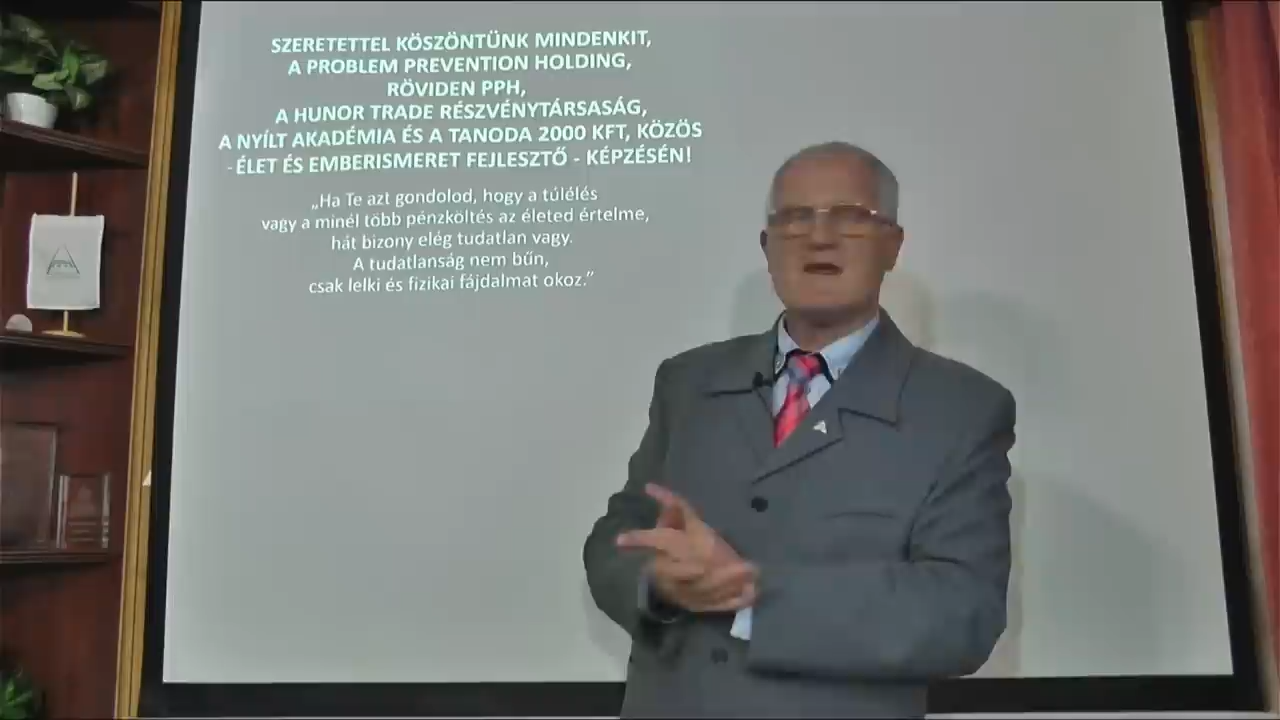 SZERETETTEL KÖSZÖNTÜNK MINDENKIT,
A PROBLEM PREVENTION HOLDING,
RÖVIDEN PPH,
A HUNOR TRADE RÉSZVÉNYTÁRSASÁG,
A NYÍLT AKADÉMIA ÉS A TANODA 2000 KFT, KÖZÖS
- ÉLET ÉS EMBERISMERET FEJLESZTŐ - KÉPZÉSÉN!
„Ha Te azt gondolod, hogy a túlélés
vagy a minél több pénzköltés az életed értelme,
hát bizony elég tudatlan vagy.
A tudatlanság nem bűn,
csak lelki és fizikai fájdalmat okoz.”